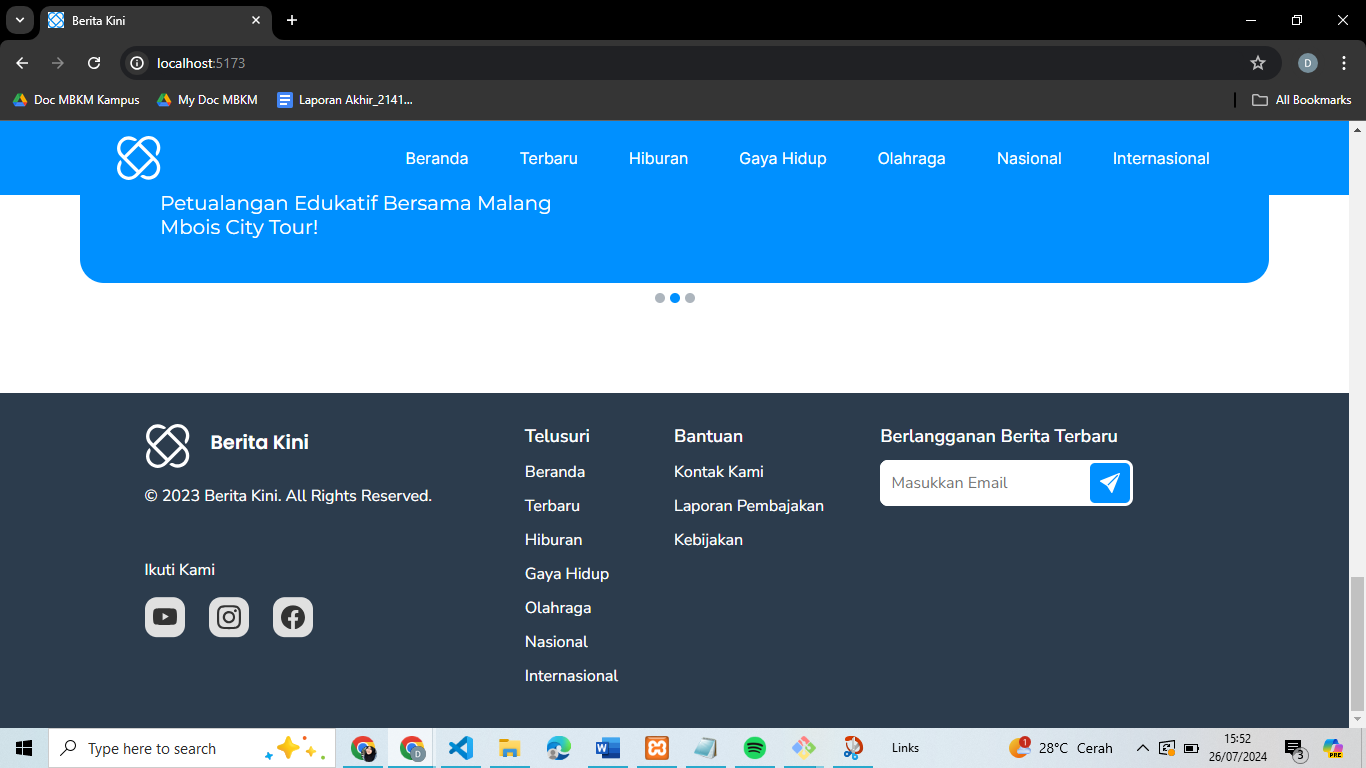 Berita Kini
localhost:5173
D
Doc MBKM Kampus
My Doc MBKM
Laporan Akhir_2141...
All Bookmarks
Beranda
Terbaru
Hiburan
Gaya Hidup
Olahraga
Nasional
Internasional
Petualangan Edukatif Bersama Malang
Mbois City Tour!
Berita Kini
© 2023 Berita Kini. All Rights Reserved.
Ikuti Kami
Telusuri
Beranda
Terbaru
Hiburan
Gaya Hidup
Olahraga
Nasional
Internasional
Bantuan
Kontak Kami
Laporan Pembajakan
Kebijakan
Berlangganan Berita Terbaru
Masukkan Email
Type here to search
D
Links
1
28°C Cerah
15:52
26/07/2024
3
PRE